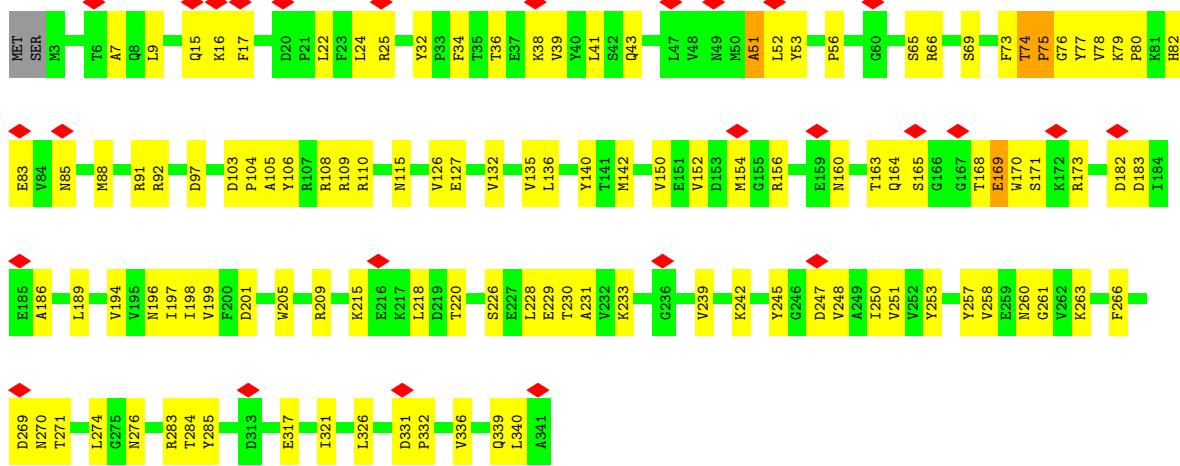 MET SER M3 T6 A7 Q8 L9 Q15 K16 F17 D20 P21 L22 F23 L24 R25 Y32 P33 F34 T35 T36 E37 K38 V39 Y40 L41 S42 Q43 L47 V48 N49 M50 A51 L52 Y53 P56 G60 S65 R66 S69 F73 T74 P75 G76 Y77 V78 K79 P80 K81 H82
E83 V84 N85 M88 R91 R92 D97 D103 P104 A105 Y106 R107 R108 R109 R110 N115 V126 E127 V132 V135 L136 Y140 T141 M142 V150 E151 V152 D153 M154 G155 R156 E159 N160 T163 Q164 S165 G166 G167 T168 E169 W170 S171 K172 R173 D182 D183 I184
E185 A186 L189 V194 V195 N196 I197 I198 V199 F200 D201 W205 R209 K215 E216 K217 L218 D219 T220 S226 E227 L228 E229 T230 A231 V232 K233 G236 V239 K242 Y245 G246 D247 V248 A249 I250 V251 V252 Y253 Y257 V258 E259 N260 G261 V262 K263 F266
D269 N270 T271 L274 G275 N276 R283 T284 Y285 D313 E317 I321 L326 D331 P332 V336 Q339 L340 A341